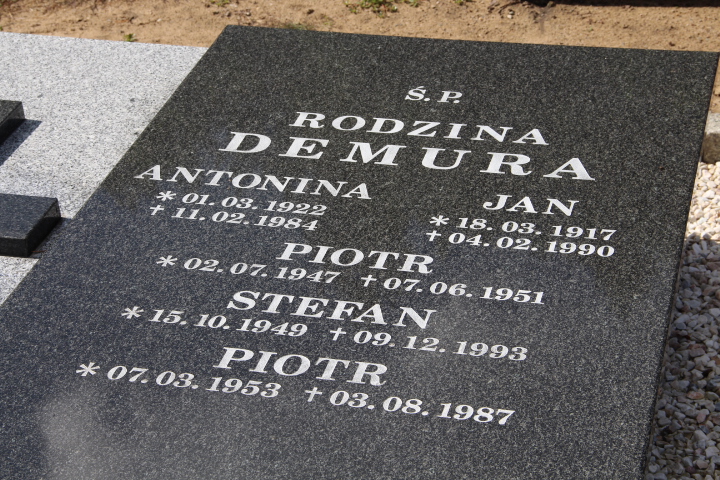 Ś. P.
RODZINA
DEMURA
ANTONINA
* 01. 03. 1922
+ 11. 02. 1984
JAN
* 18. 03. 1917
+ 04. 02. 1990
PIOTR
* 02. 07. 1947 + 07. 06. 1951
STEFAN
* 15. 10. 1949 + 09. 12. 1993
PIOTR
* 07. 03. 1953 + 03. 08. 1987